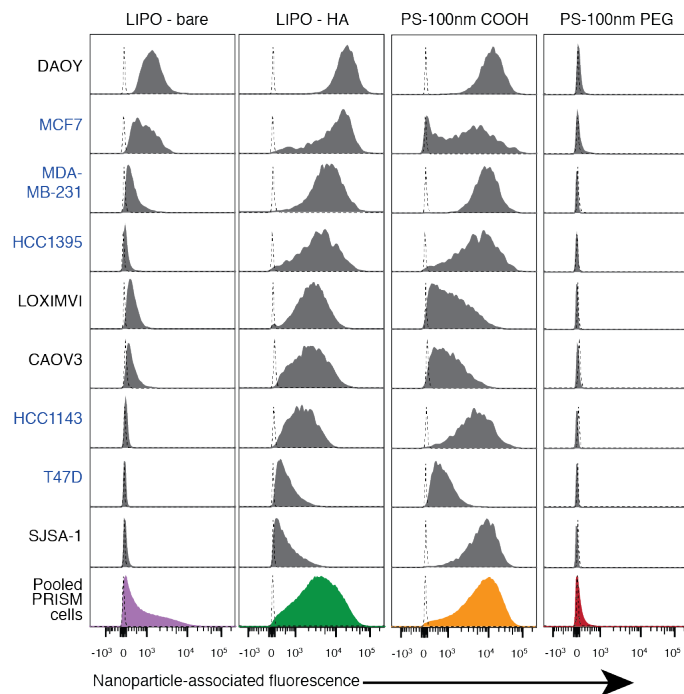 LIPO - bare LIPO - HA PS-100nm COOH PS-100nm PEG
DAOY
MCF7
MDA-
MB-231
HCC1395
LOXIMVI
CAOV3
HCC1143
T47D
SJSA-1
Pooled
PRISM
cells
-10³ 0 10³ 10⁴ 10⁵ -10³ 0 10³ 10⁴ 10⁵ -10³ 0 10³ 10⁴ 10⁵ -10³ 0 10³ 10⁴ 10⁵
Nanoparticle-associated fluorescence